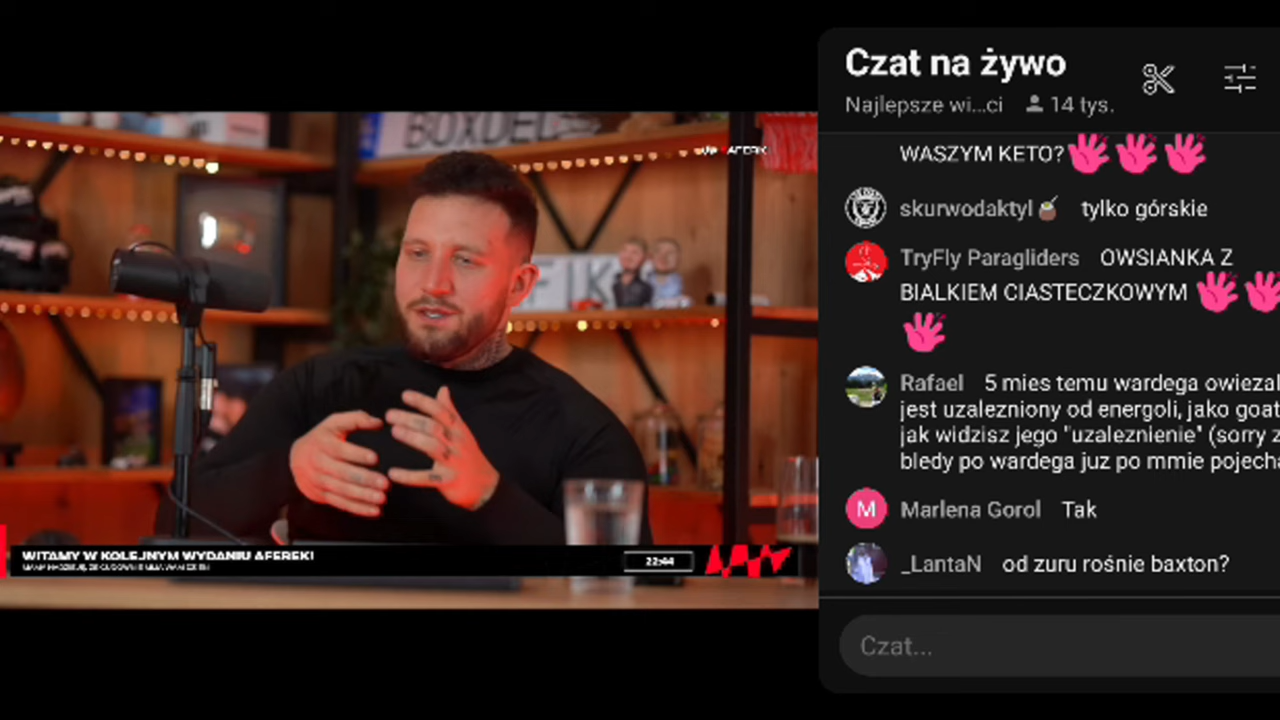 BOXDEL
AFERK
FIK
WITAMY W KOLEJNYM WYDANIU AFEREK!
22:44
Czat na żywo
Najlepsze wi...ci 14 tys.
WASZYM KETO?
skurwodaktyl tylko górskie
TryFly Paragliders OWSIANKA Z
BIALKIEM CIASTECZKOWYM
Rafael 5 mies temu wardega owiezal
jest uzalezniony od energoli, jako goat
jak widzisz jego "uzaleznienie" (sorry z
bledy po wardega juz po mmie pojecha
M
Marlena Gorol Tak
_LantaN od zuru rośnie baxton?
Czat...